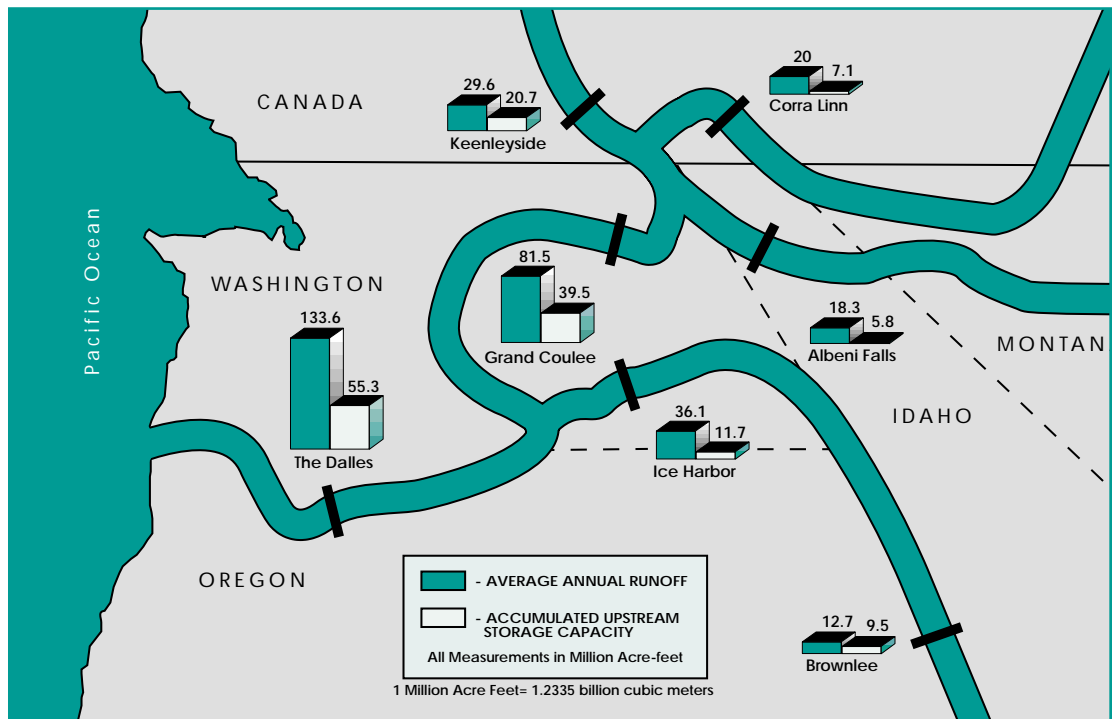 CANADA
29.6
20.7
Keenleyside
20
7.1
Corra Linn
Pacific Ocean
WASHINGTON
81.5
39.5
Grand Coulee
133.6
55.3
The Dalles
18.3
5.8
Albeni Falls
MONTAN
IDAHO
36.1
11.7
Ice Harbor
OREGON
- AVERAGE ANNUAL RUNOFF
- ACCUMULATED UPSTREAM
STORAGE CAPACITY
All Measurements in Million Acre-feet
1 Million Acre Feet= 1.2335 billion cubic meters
12.7
9.5
Brownlee